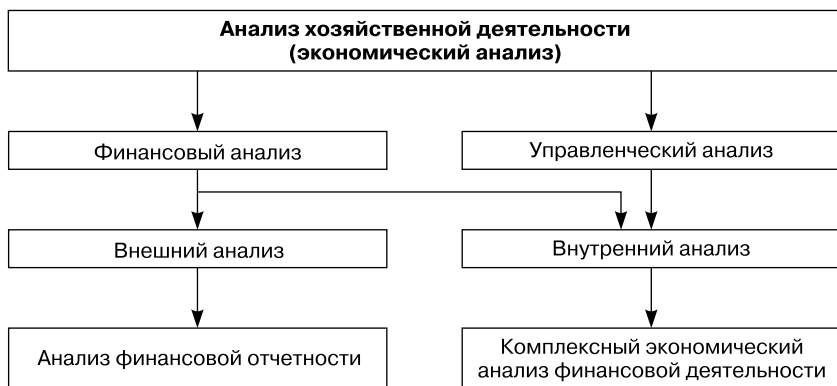 Анализ хозяйственной деятельности
(экономический анализ)
Финансовый анализ
Управленческий анализ
Внешний анализ
Внутренний анализ
Анализ финансовой отчетности
Комплексный экономический
анализ финансовой деятельности